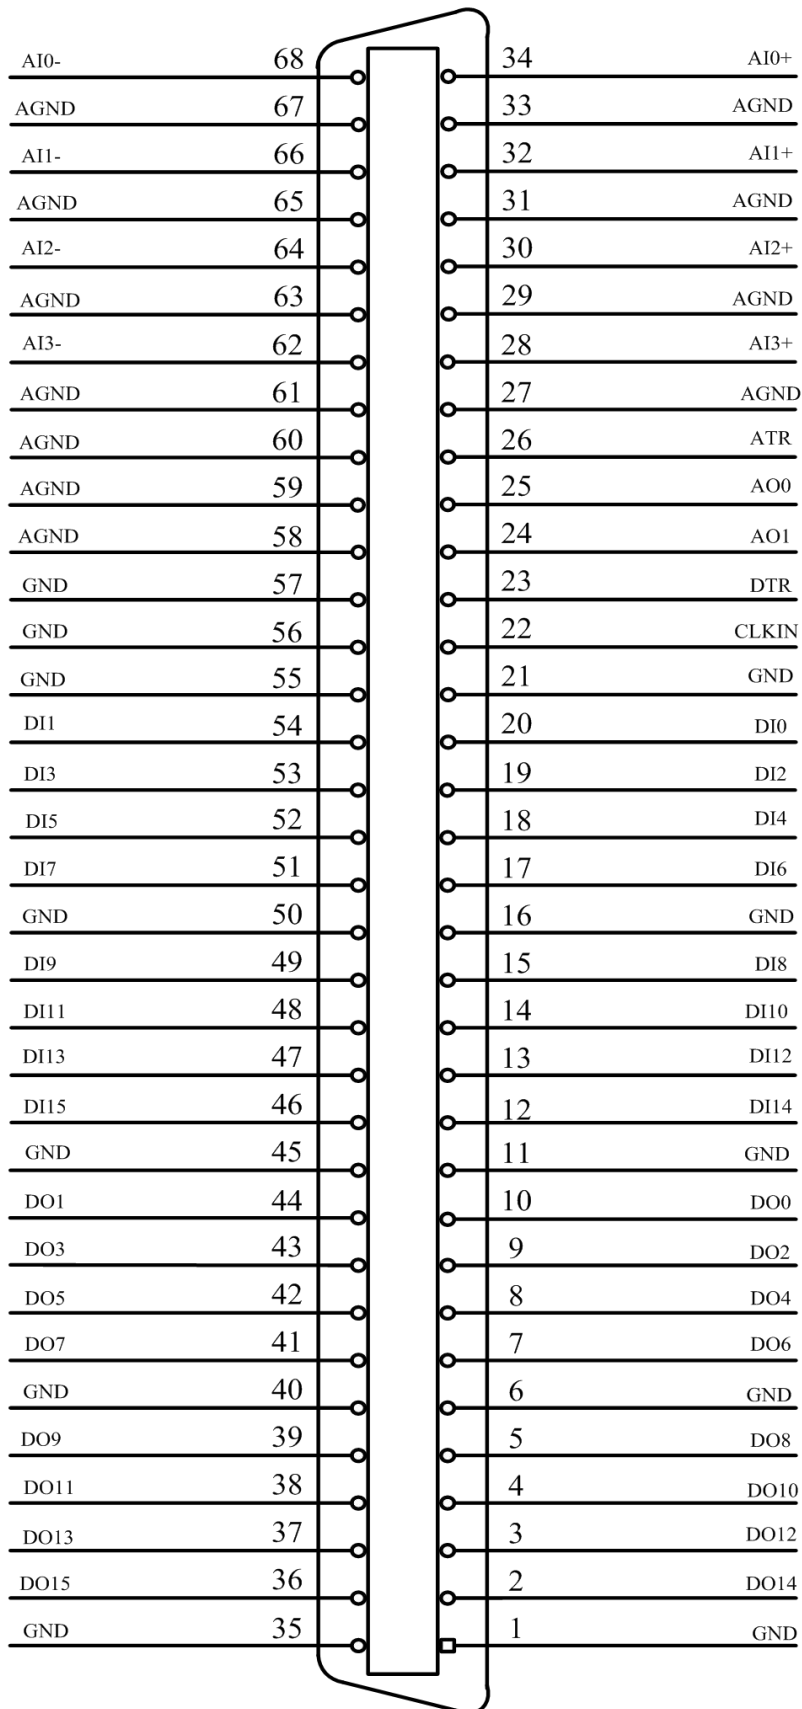 AI0- 68 34 AI0+
AGND 67 33 AGND
AI1- 66 32 AI1+
AGND 65 31 AGND
AI2- 64 30 AI2+
AGND 63 29 AGND
AI3- 62 28 AI3+
AGND 61 27 AGND
AGND 60 26 ATR
AGND 59 25 AO0
AGND 58 24 AO1
GND 57 23 DTR
GND 56 22 CLKIN
GND 55 21 GND
DI1 54 20 DI0
DI3 53 19 DI2
DI5 52 18 DI4
DI7 51 17 DI6
GND 50 16 GND
DI9 49 15 DI8
DI11 48 14 DI10
DI13 47 13 DI12
DI15 46 12 DI14
GND 45 11 GND
DO1 44 10 DO0
DO3 43 9 DO2
DO5 42 8 DO4
DO7 41 7 DO6
GND 40 6 GND
DO9 39 5 DO8
DO11 38 4 DO10
DO13 37 3 DO12
DO15 36 2 DO14
GND 35 1 GND